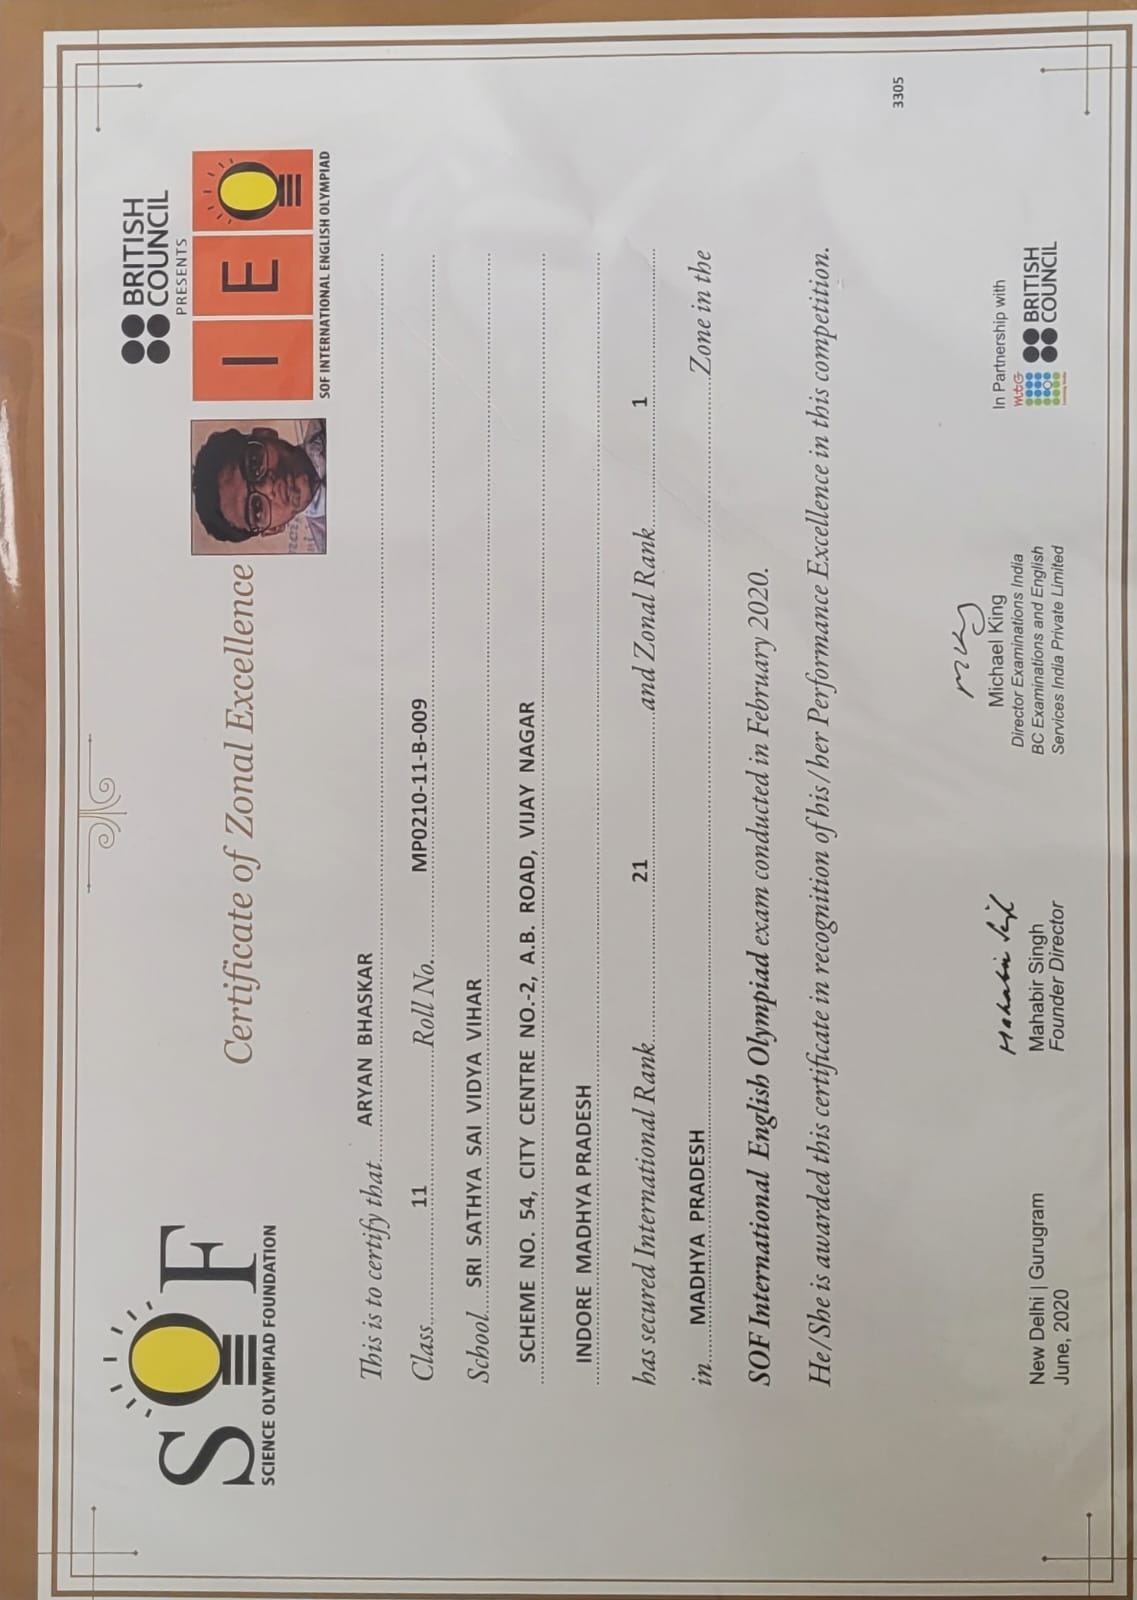 SOF
SCIENCE OLYMPIAD FOUNDATION
BRITISH
COUNCIL
PRESENTS
I E
SOF INTERNATIONAL ENGLISH OLYMPIAD
Certificate of Zonal Excellence
This is to certify that ARYAN BHASKAR
Class 11 Roll No. MP0210-11-B-009
School SRI SATHYA SAI VIDYA VIHAR
SCHEME NO. 54, CITY CENTRE NO.-2, A.B. ROAD, VIJAY NAGAR
INDORE MADHYA PRADESH
has secured International Rank 21 and Zonal Rank 1
in MADHYA PRADESH Zone in the
SOF International English Olympiad exam conducted in February 2020.
He/She is awarded this certificate in recognition of his/her Performance Excellence in this competition.
3305
New Delhi | Gurugram
June, 2020
Mahabir Singh
Mahabir Singh
Founder Director
MKing
Michael King
Director Examinations India
BC Examinations and English
Services India Private Limited
In Partnership with
MtG
BRITISH
COUNCIL